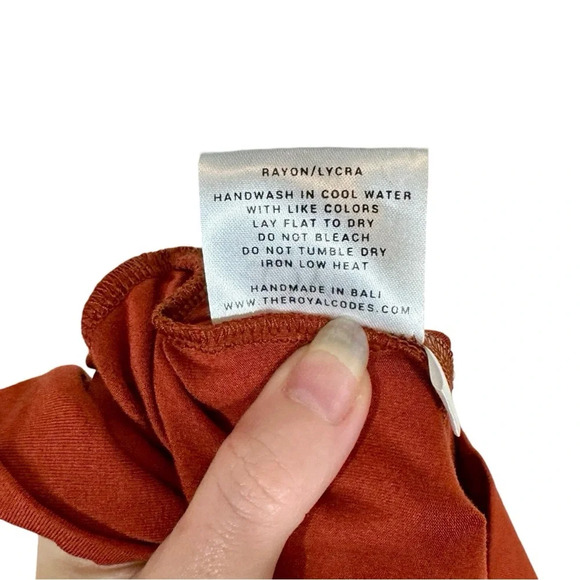 RAYON/LYCRA
HANDWASH IN COOL WATER
WITH LIKE COLORS
LAY FLAT TO DRY
DO NOT BLEACH
DO NOT TUMBLE DRY
IRON LOW HEAT
HANDMADE IN BALI
WWW.THEROYALCODES.COM